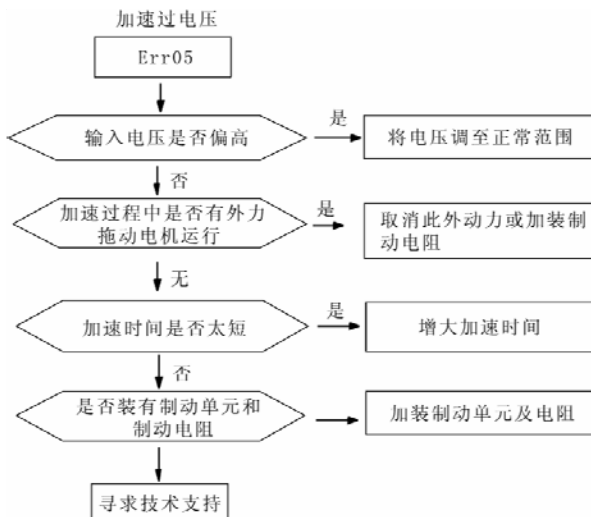 加速过电压
Err05
输入电压是否偏高
是
将电压调至正常范围
否
加速过程中是否有外力
拖动电机运行
是
取消此外动力或加装制
动电阻
无
加速时间是否太短
是
增大加速时间
否
是否装有制动单元和
制动电阻
加装制动单元及电阻
寻求技术支持